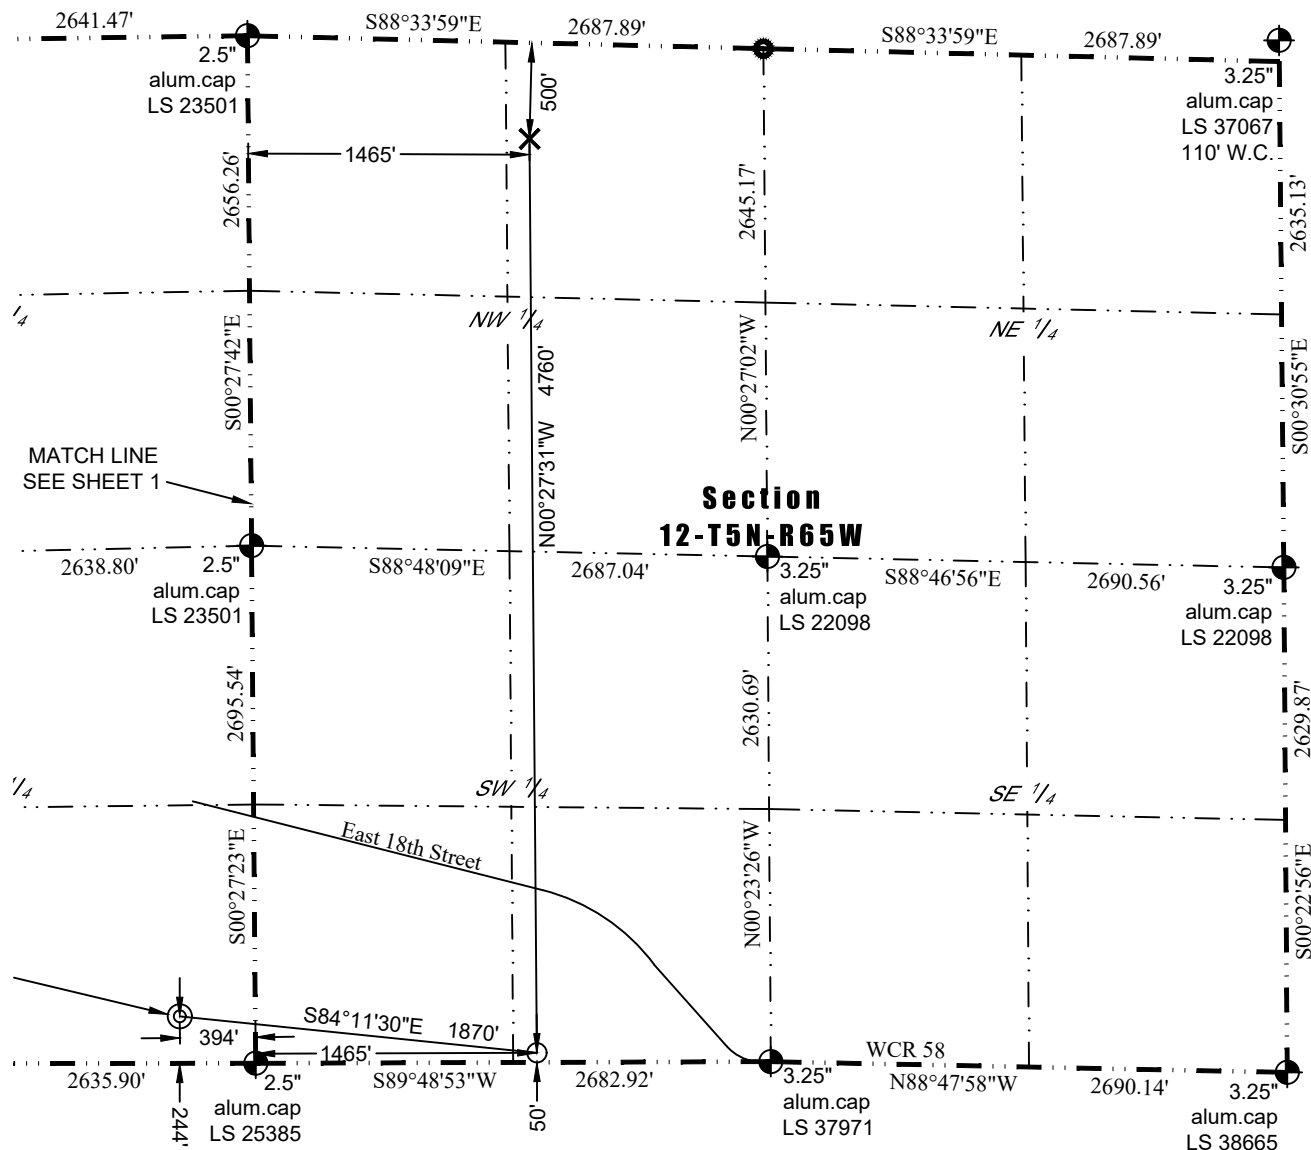 2641.47'
S88°33'59"E
2687.89'
S88°33'59"E
2687.89'
2.5"
alum.cap
LS 23501
500'
3.25"
alum.cap
LS 37067
110' W.C.
1465'
2656.26'
2645.17'
2635.13'
1/4
NW 1/4
NE 1/4
S00°27'42"E
4760'
N00°27'31"W
N00°27'02"W
S00°30'55"E
MATCH LINE
SEE SHEET 1
Section
12-T5N-R65W
2638.80'
2.5"
alum.cap
LS 23501
S88°48'09"E
2687.04'
3.25"
alum.cap
LS 22098
S88°46'56"E
2690.56'
3.25"
alum.cap
LS 22098
2695.54'
2630.69'
2629.87'
1/4
SW 1/4
SE 1/4
East 18th Street
S00°27'23"E
N00°23'26"W
S00°22'56"E
S84°11'30"E
1870'
394'
1465'
WCR 58
2635.90'
2.5"
alum.cap
LS 25385
S89°48'53"W
2682.92'
3.25"
alum.cap
LS 37971
N88°47'58"W
2690.14'
3.25"
alum.cap
LS 38665
244'
50'